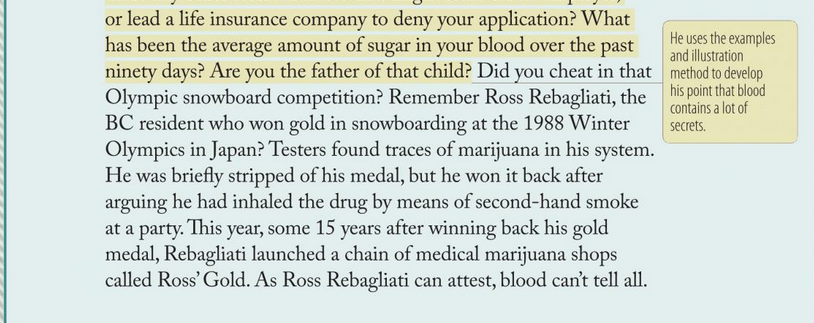 or lead a life insurance company to deny your application? What
has been the average amount of sugar in your blood over the past
ninety days? Are you the father of that child? Did you cheat in that
Olympic snowboard competition? Remember Ross Rebagliati, the
BC resident who won gold in snowboarding at the 1988 Winter
Olympics in Japan? Testers found traces of marijuana in his system.
He was briefly stripped of his medal, but he won it back after
arguing he had inhaled the drug by means of second-hand smoke
at a party. This year, some 15 years after winning back his gold
medal, Rebagliati launched a chain of medical marijuana shops
called Ross' Gold. As Ross Rebagliati can attest, blood can't tell all.
He uses the examples
and illustration
method to develop
his point that blood
contains a lot of
secrets.